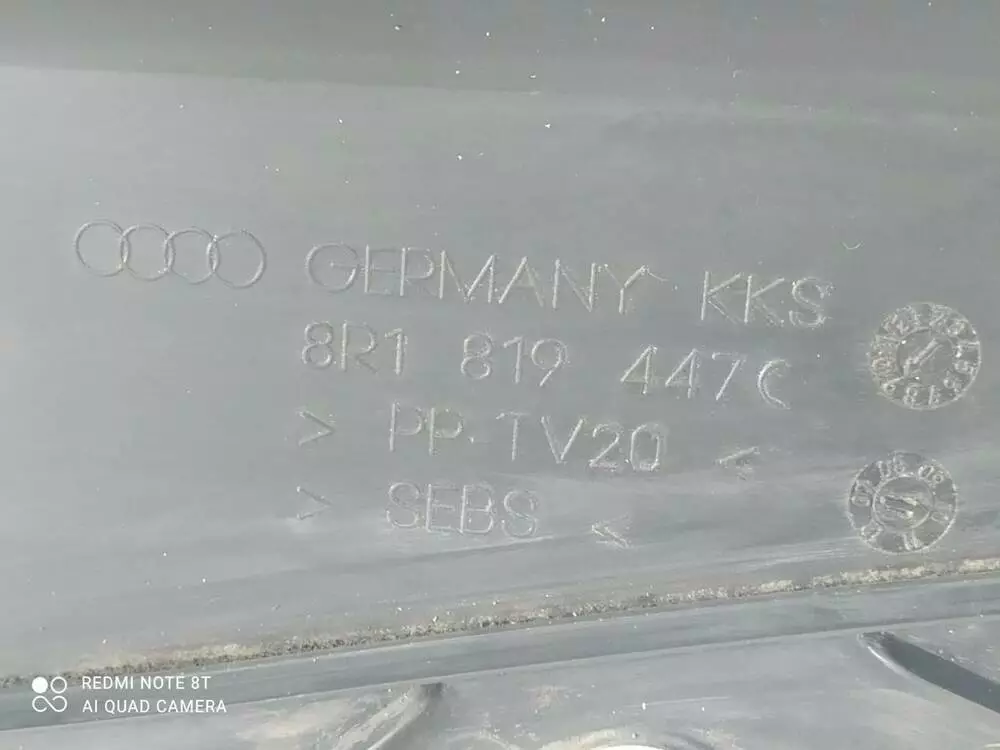 GERMANY KKS
8R1 819 447C
> PP.TV20 <
> SEBS <
REDMI NOTE 8T
AI QUAD CAMERA